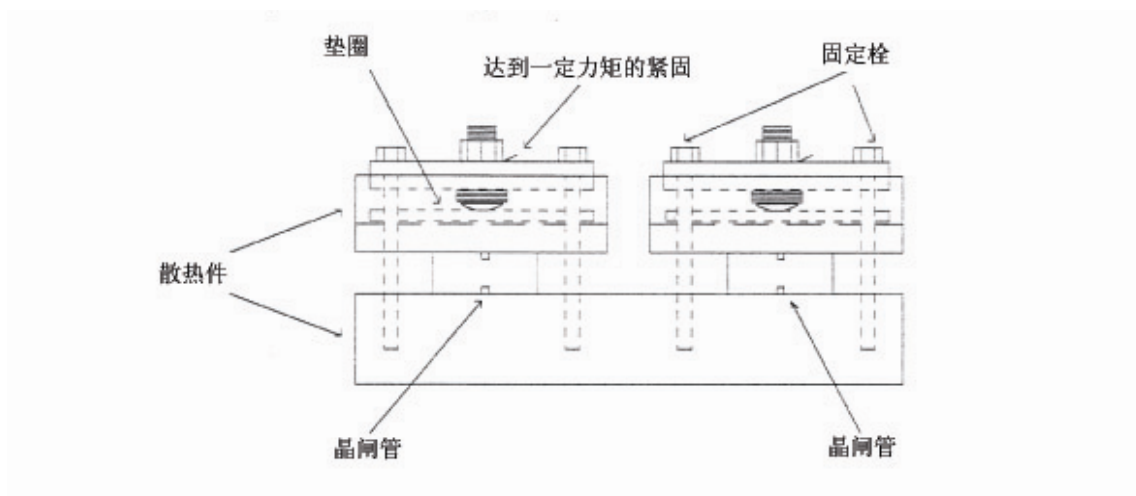 垫圈
达到一定力矩的紧固
固定栓
散热件
晶闸管
晶闸管